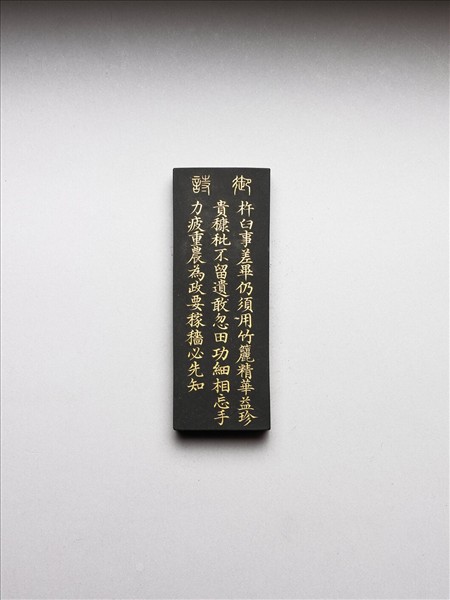 御詩
杵臼事差畢仍須用竹籭精華益珍
貴糠秕不留遺敢忽田功細相忘手
力疲重農為政要稼穡必先知